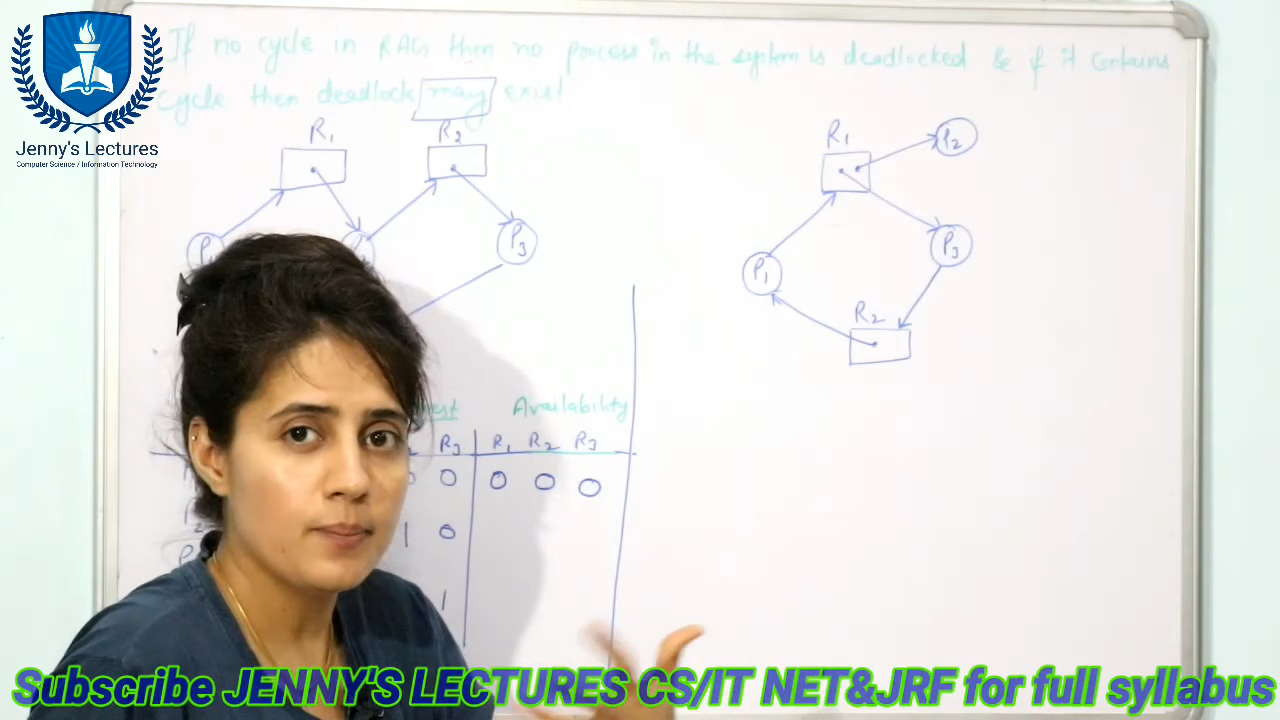 If no cycle in RAG then no process in the system is deadlocked & if it contains
cycle then deadlock may exist
Jenny's Lectures
Computer Science / Information Technology
R1 R2
P3
R1 P2
P1 P3
R2
Availability
R3 R1 R2 R3
0 0 0 0
1 0
1
Subscribe JENNY'S LECTURES CS/IT NET&JRF for full syllabus